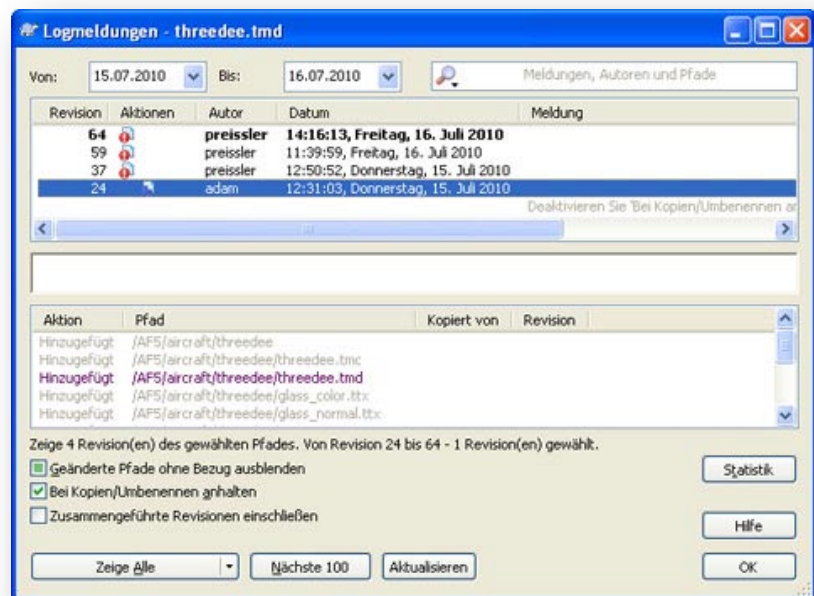 Logmeldungen - threedee.tmd
Von: 15.07.2010 Bis: 16.07.2010 Meldungen, Autoren und Pfade
Revision Aktionen Autor Datum Meldung
64 preissler 14:16:13, Freitag, 16. Juli 2010
59 preissler 11:39:59, Freitag, 16. Juli 2010
37 preissler 12:50:52, Donnerstag, 15. Juli 2010
24 adam 12:31:03, Donnerstag, 15. Juli 2010
Deaktivieren Sie 'Bei Kopien/Umbenennen an
Aktion Pfad Kopiert von Revision
Hinzugefügt /AF5/aircraft/threedee
Hinzugefügt /AF5/aircraft/threedee/threedee.tmc
Hinzugefügt /AF5/aircraft/threedee/threedee.tmd
Hinzugefügt /AF5/aircraft/threedee/glass_color.ttx
Hinzugefügt /AF5/aircraft/threedee/glass_normal.ttx
Zeige 4 Revision(en) des gewählten Pfades. Von Revision 24 bis 64 - 1 Revision(en) gewählt.
Geänderte Pfade ohne Bezug ausblenden
Statistik
Bei Kopien/Umbenennen anhalten
Zusammengeführte Revisionen einschließen
Hilfe
Zeige Alle Nächste 100 Aktualisieren OK